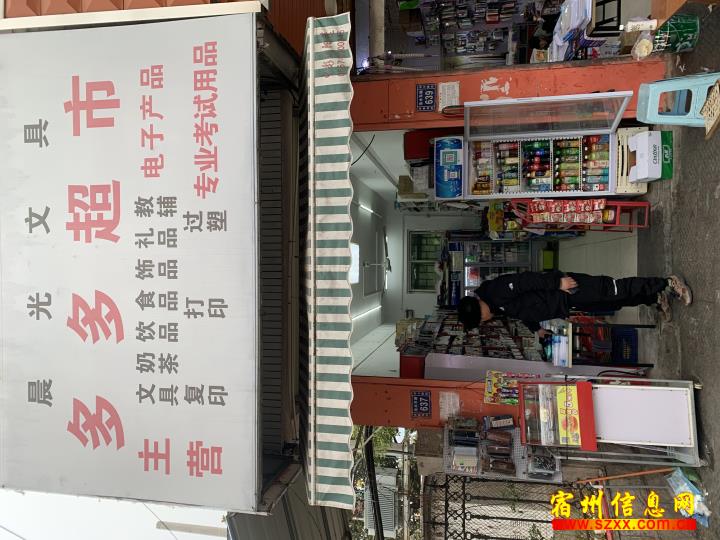 晨光文具
多多超市
主营
文具 奶茶 饮品 食品 饰品 礼品 教辅
电子产品
复印 打印 过塑
专业考试用品
639
637
宿州信息网
www.szxx.com.cn